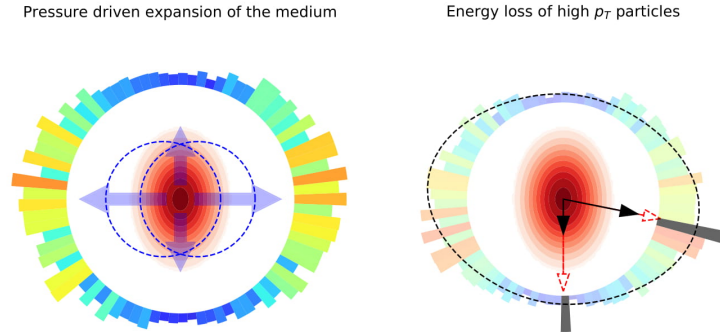 Pressure driven expansion of the medium
Energy loss of high p_T particles